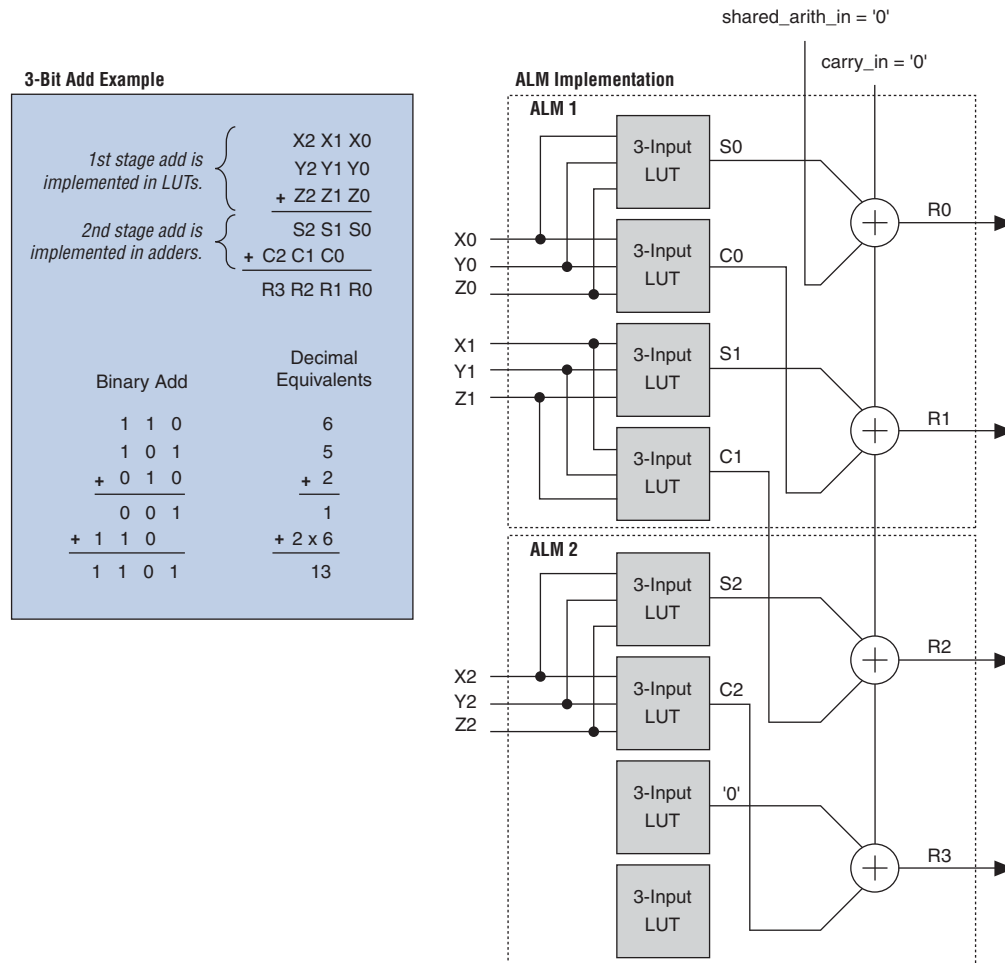 shared_arith_in = '0'
carry_in = '0'
3-Bit Add Example
1st stage add is
implemented in LUTs.
X2 X1 X0
Y2 Y1 Y0
+ Z2 Z1 Z0
2nd stage add is
implemented in adders.
S2 S1 S0
+ C2 C1 C0
R3 R2 R1 R0
Binary Add
Decimal
Equivalents
1 1 0
6
1 0 1
5
+ 0 1 0
+ 2
0 0 1
1
+ 1 1 0
+ 2 x 6
1 1 0 1
13
ALM Implementation
ALM 1
3-Input
LUT
S0
R0
X0
Y0
Z0
3-Input
LUT
C0
X1
Y1
Z1
3-Input
LUT
S1
R1
3-Input
LUT
C1
ALM 2
3-Input
LUT
S2
R2
X2
Y2
Z2
3-Input
LUT
C2
3-Input
LUT
'0'
R3
3-Input
LUT